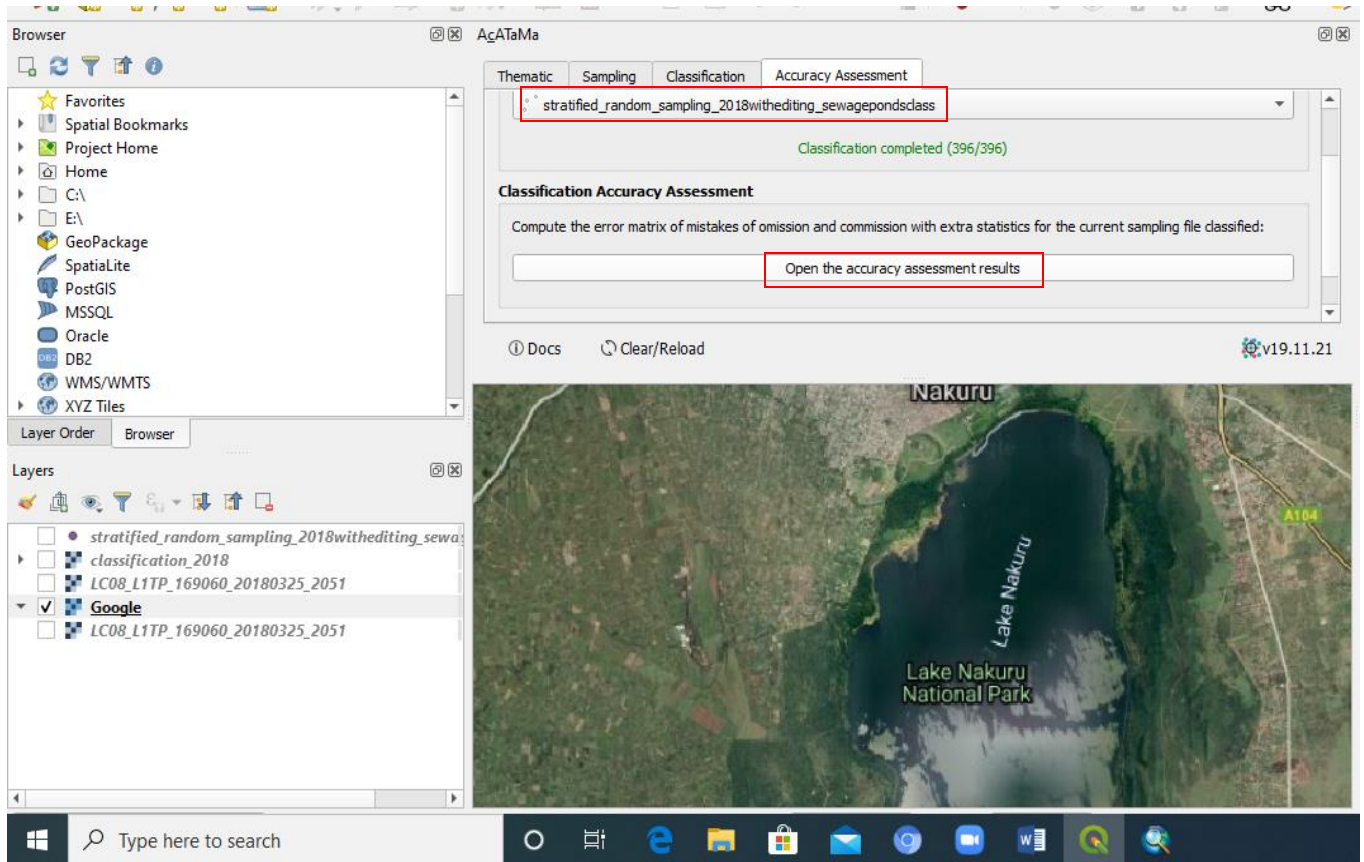 Browser
Favorites
Spatial Bookmarks
Project Home
Home
C:\
E:\
GeoPackage
SpatiaLite
PostGIS
MSSQL
Oracle
DB2
DB2
WMS/WMTS
XYZ Tiles
Layer Order Browser
Layers
stratified_random_sampling_2018withediting_sewa
classification_2018
LC08_L1TP_169060_20180325_2051
Google
LC08_L1TP_169060_20180325_2051
AcATaMa
Thematic Sampling Classification Accuracy Assessment
stratified_random_sampling_2018withediting_sewagepondsclass
Classification completed (396/396)
Classification Accuracy Assessment
Compute the error matrix of mistakes of omission and commission with extra statistics for the current sampling file classified:
Open the accuracy assessment results
Docs Clear/Reload v19.11.21
Nakuru
A104
Lake Nakuru
Lake Nakuru
National Park
Type here to search